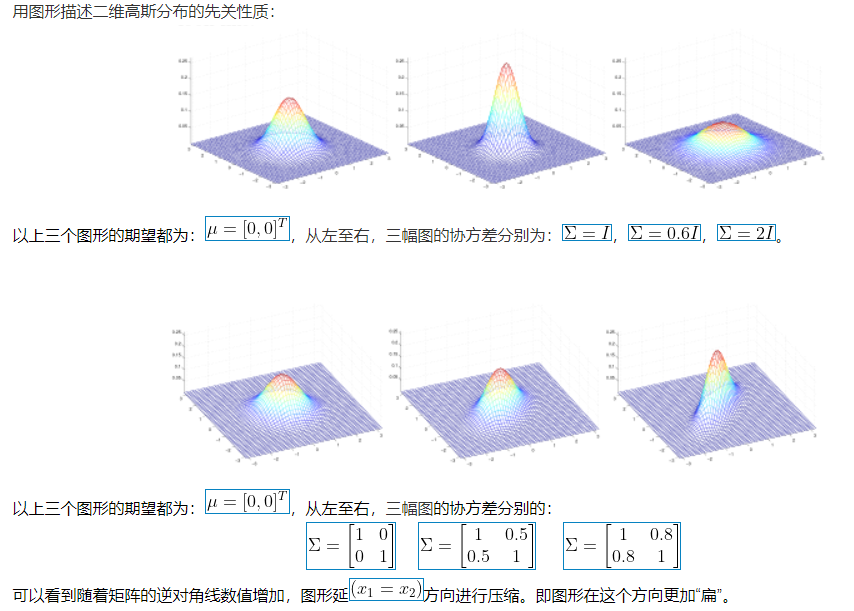 用图形描述二维高斯分布的先关性质：
以上三个图形的期望都为：μ = [0, 0]^T，从左至右，三幅图的协方差分别为：Σ = I，Σ = 0.6I，Σ = 2I。
以上三个图形的期望都为：μ = [0, 0]^T，从左至右，三幅图的协方差分别的：
Σ = [1 0; 0 1] Σ = [1 0.5; 0.5 1] Σ = [1 0.8; 0.8 1]
可以看到随着矩阵的逆对角线数值增加，图形延(x₁ = x₂)方向进行压缩。即图形在这个方向更加“扁”。